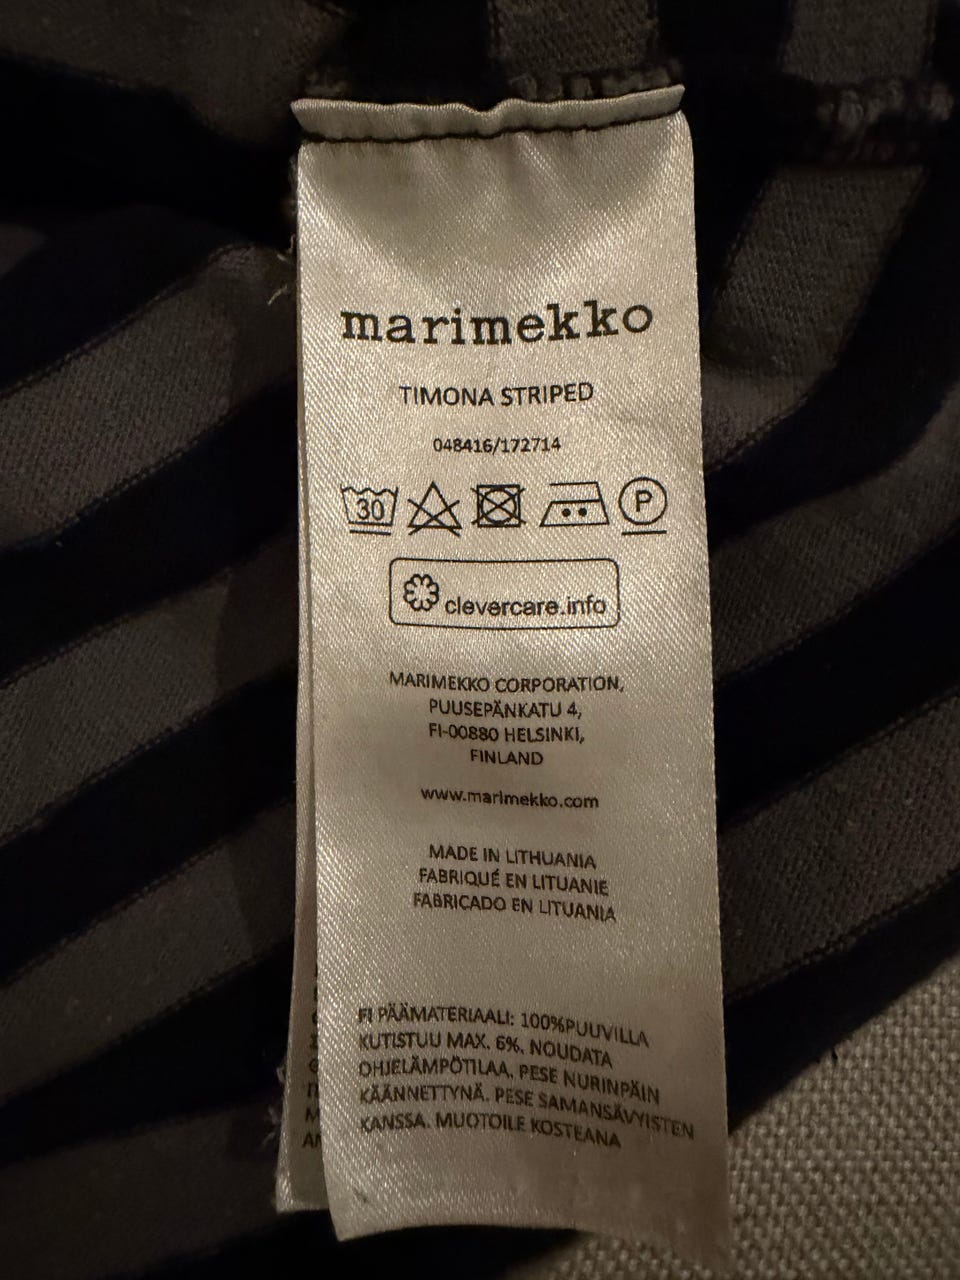 marimekko
TIMONA STRIPED
048416/172714
30 P
clevercare.info
MARIMEKKO CORPORATION,
PUUSEPÄNKATU 4,
FI-00880 HELSINKI,
FINLAND
www.marimekko.com
MADE IN LITHUANIA
FABRIQUÉ EN LITUANIE
FABRICADO EN LITUANIA
FI PÄÄMATERIAALI: 100%PUUVILLA
KUTISTUU MAX. 6%. NOUDATA
OHJELÄMPÖTILAA. PESE NURINPÄIN
KÄÄNNETTYNÄ. PESE SAMANSÄVYISTEN
KANSSA. MUOTOILE KOSTEANA